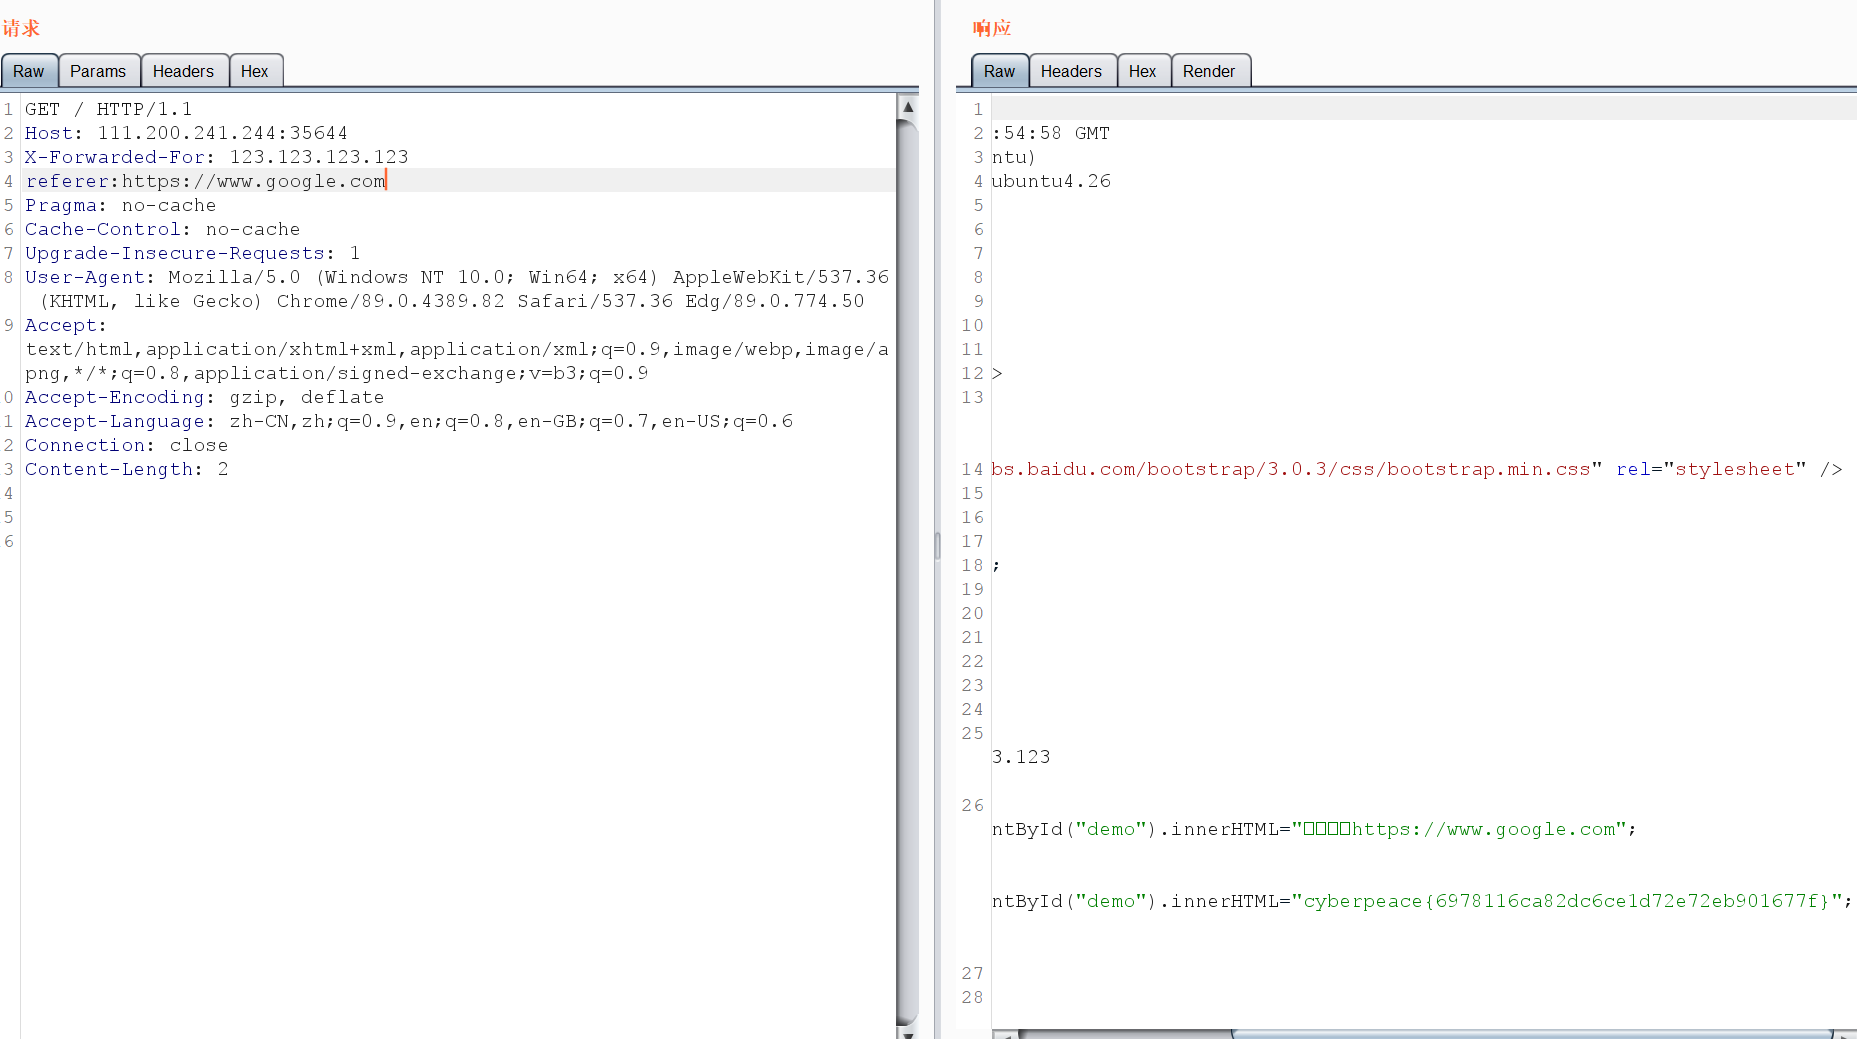 请求
Raw Params Headers Hex
1 GET / HTTP/1.1
2 Host: 111.200.241.244:35644
3 X-Forwarded-For: 123.123.123.123
4 referer:https://www.google.com
5 Pragma: no-cache
6 Cache-Control: no-cache
7 Upgrade-Insecure-Requests: 1
8 User-Agent: Mozilla/5.0 (Windows NT 10.0; Win64; x64) AppleWebKit/537.36
(KHTML, like Gecko) Chrome/89.0.4389.82 Safari/537.36 Edg/89.0.774.50
9 Accept:
text/html,application/xhtml+xml,application/xml;q=0.9,image/webp,image/a
png,*/*;q=0.8,application/signed-exchange;v=b3;q=0.9
0 Accept-Encoding: gzip, deflate
1 Accept-Language: zh-CN,zh;q=0.9,en;q=0.8,en-GB;q=0.7,en-US;q=0.6
2 Connection: close
3 Content-Length: 2
4
5
6
响应
Raw Headers Hex Render
1
2 :54:58 GMT
3 ntu)
4 ubuntu4.26
5
6
7
8
9
10
11
12 >
13
14 bs.baidu.com/bootstrap/3.0.3/css/bootstrap.min.css" rel="stylesheet" />
15
16
17
18 ;
19
20
21
22
23
24
25
3.123
26
ntById("demo").innerHTML="□□□□https://www.google.com";
ntById("demo").innerHTML="cyberpeace{6978116ca82dc6ce1d72e72eb901677f}";
27
28